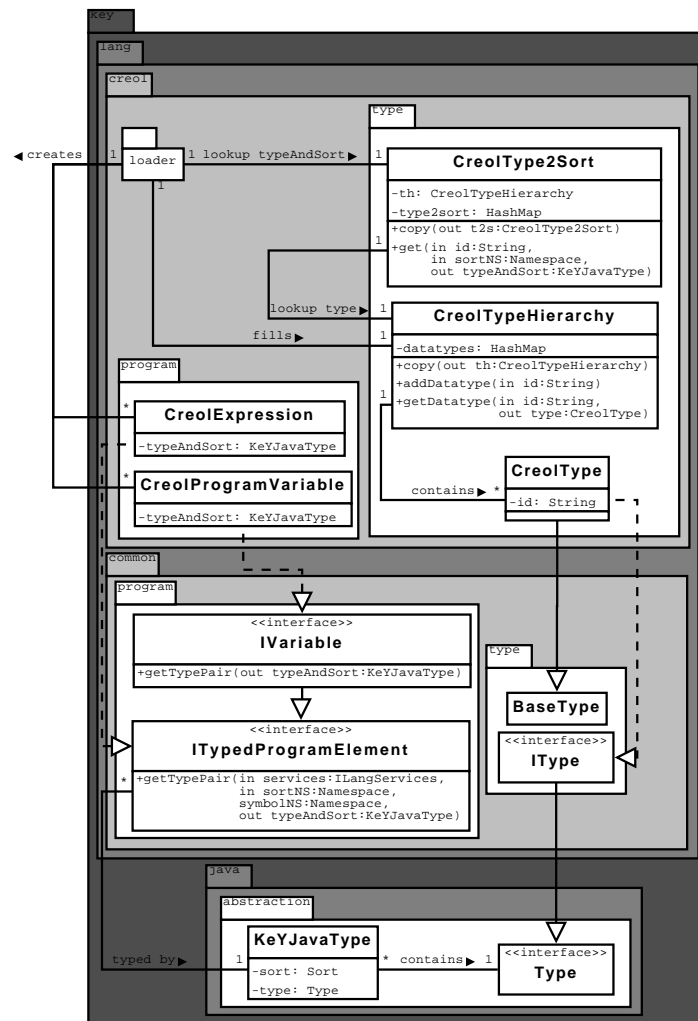 key
lang
creol
type
◄ creates
1
loader
1
lookup typeAndSort ►
1
1
CreolType2Sort
-th: CreolTypeHierarchy
-type2sort: HashMap
+copy(out t2s:CreolType2Sort)
+get(in id:String,
in sortNS:Namespace,
out typeAndSort:KeYJavaType)
1
lookup type ►
1
fills ►
1
CreolTypeHierarchy
-datatypes: HashMap
+copy(out th:CreolTypeHierarchy)
+addDatatype(in id:String)
+getDatatype(in id:String,
out type:CreolType)
1
program
*
CreolExpression
-typeAndSort: KeYJavaType
*
CreolProgramVariable
-typeAndSort: KeYJavaType
contains ►
*
CreolType
-id: String
common
program
<<interface>>
IVariable
+getTypePair(out typeAndSort:KeYJavaType)
type
BaseType
<<interface>>
IType
<<interface>>
ITypedProgramElement
*
+getTypePair(in services:ILangServices,
in sortNS:Namespace,
symbolNS:Namespace,
out typeAndSort:KeYJavaType)
java
abstraction
typed by ►
1
KeYJavaType
-sort: Sort
-type: Type
*
contains ►
1
<<interface>>
Type